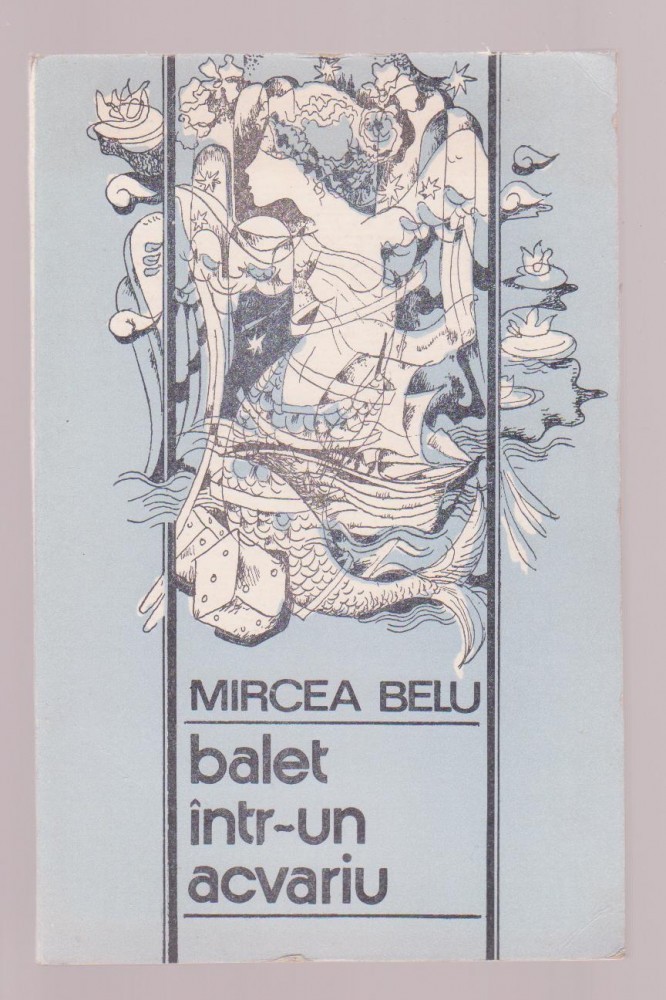 MIRCEA BELU
balet
într-un
acvariu